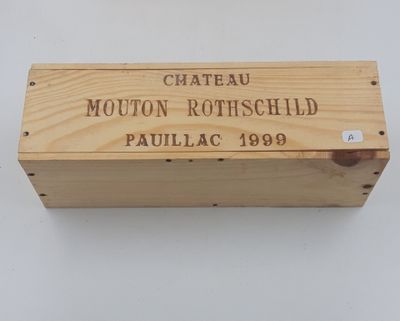 CHATEAU
MOUTON ROTHSCHILD
PAUILLAC 1999
A